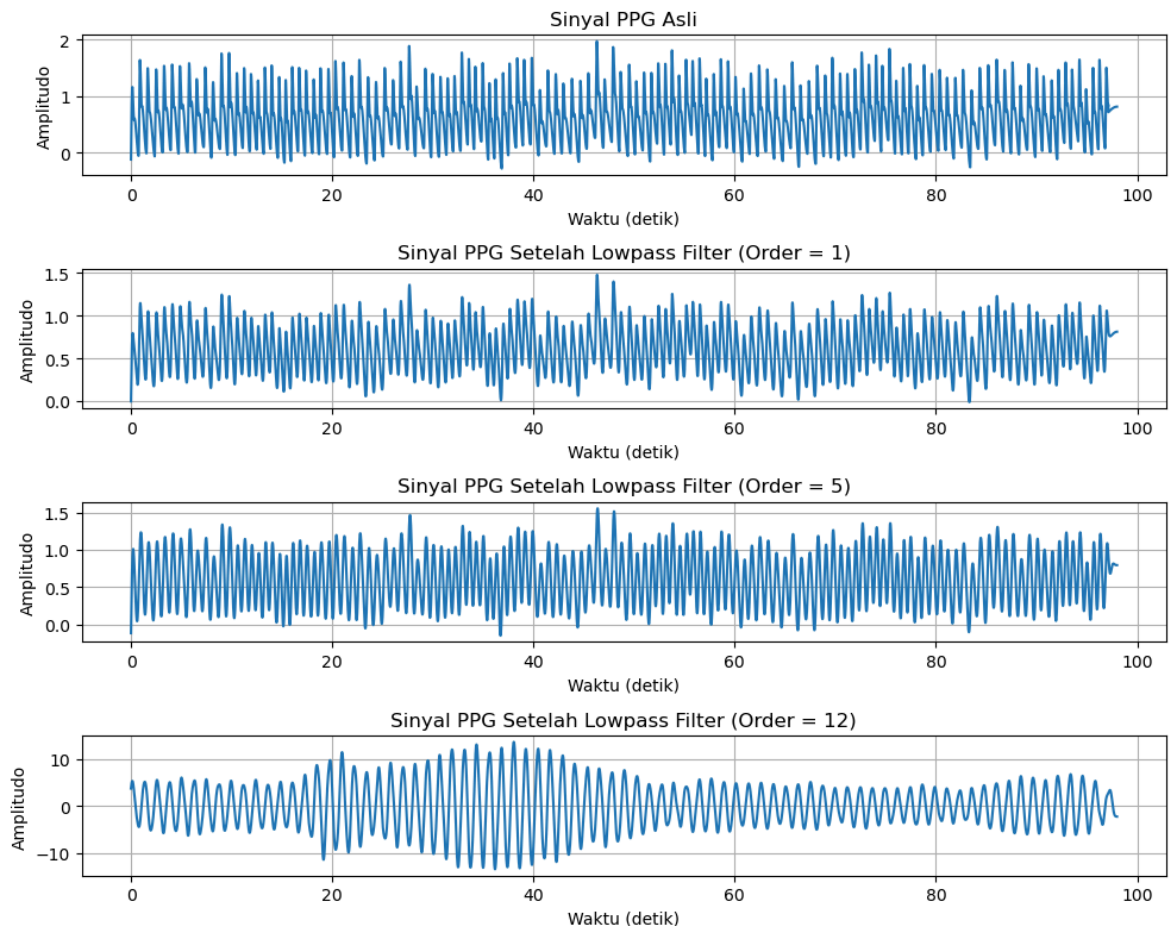 Sinyal PPG Asli
Amplitudo
2
1
0
0 20 40 60 80 100
Waktu (detik)
Sinyal PPG Setelah Lowpass Filter (Order = 1)
Amplitudo
1.5
1.0
0.5
0.0
0 20 40 60 80 100
Waktu (detik)
Sinyal PPG Setelah Lowpass Filter (Order = 5)
Amplitudo
1.5
1.0
0.5
0.0
0 20 40 60 80 100
Waktu (detik)
Sinyal PPG Setelah Lowpass Filter (Order = 12)
Amplitudo
10
0
−10
0 20 40 60 80 100
Waktu (detik)